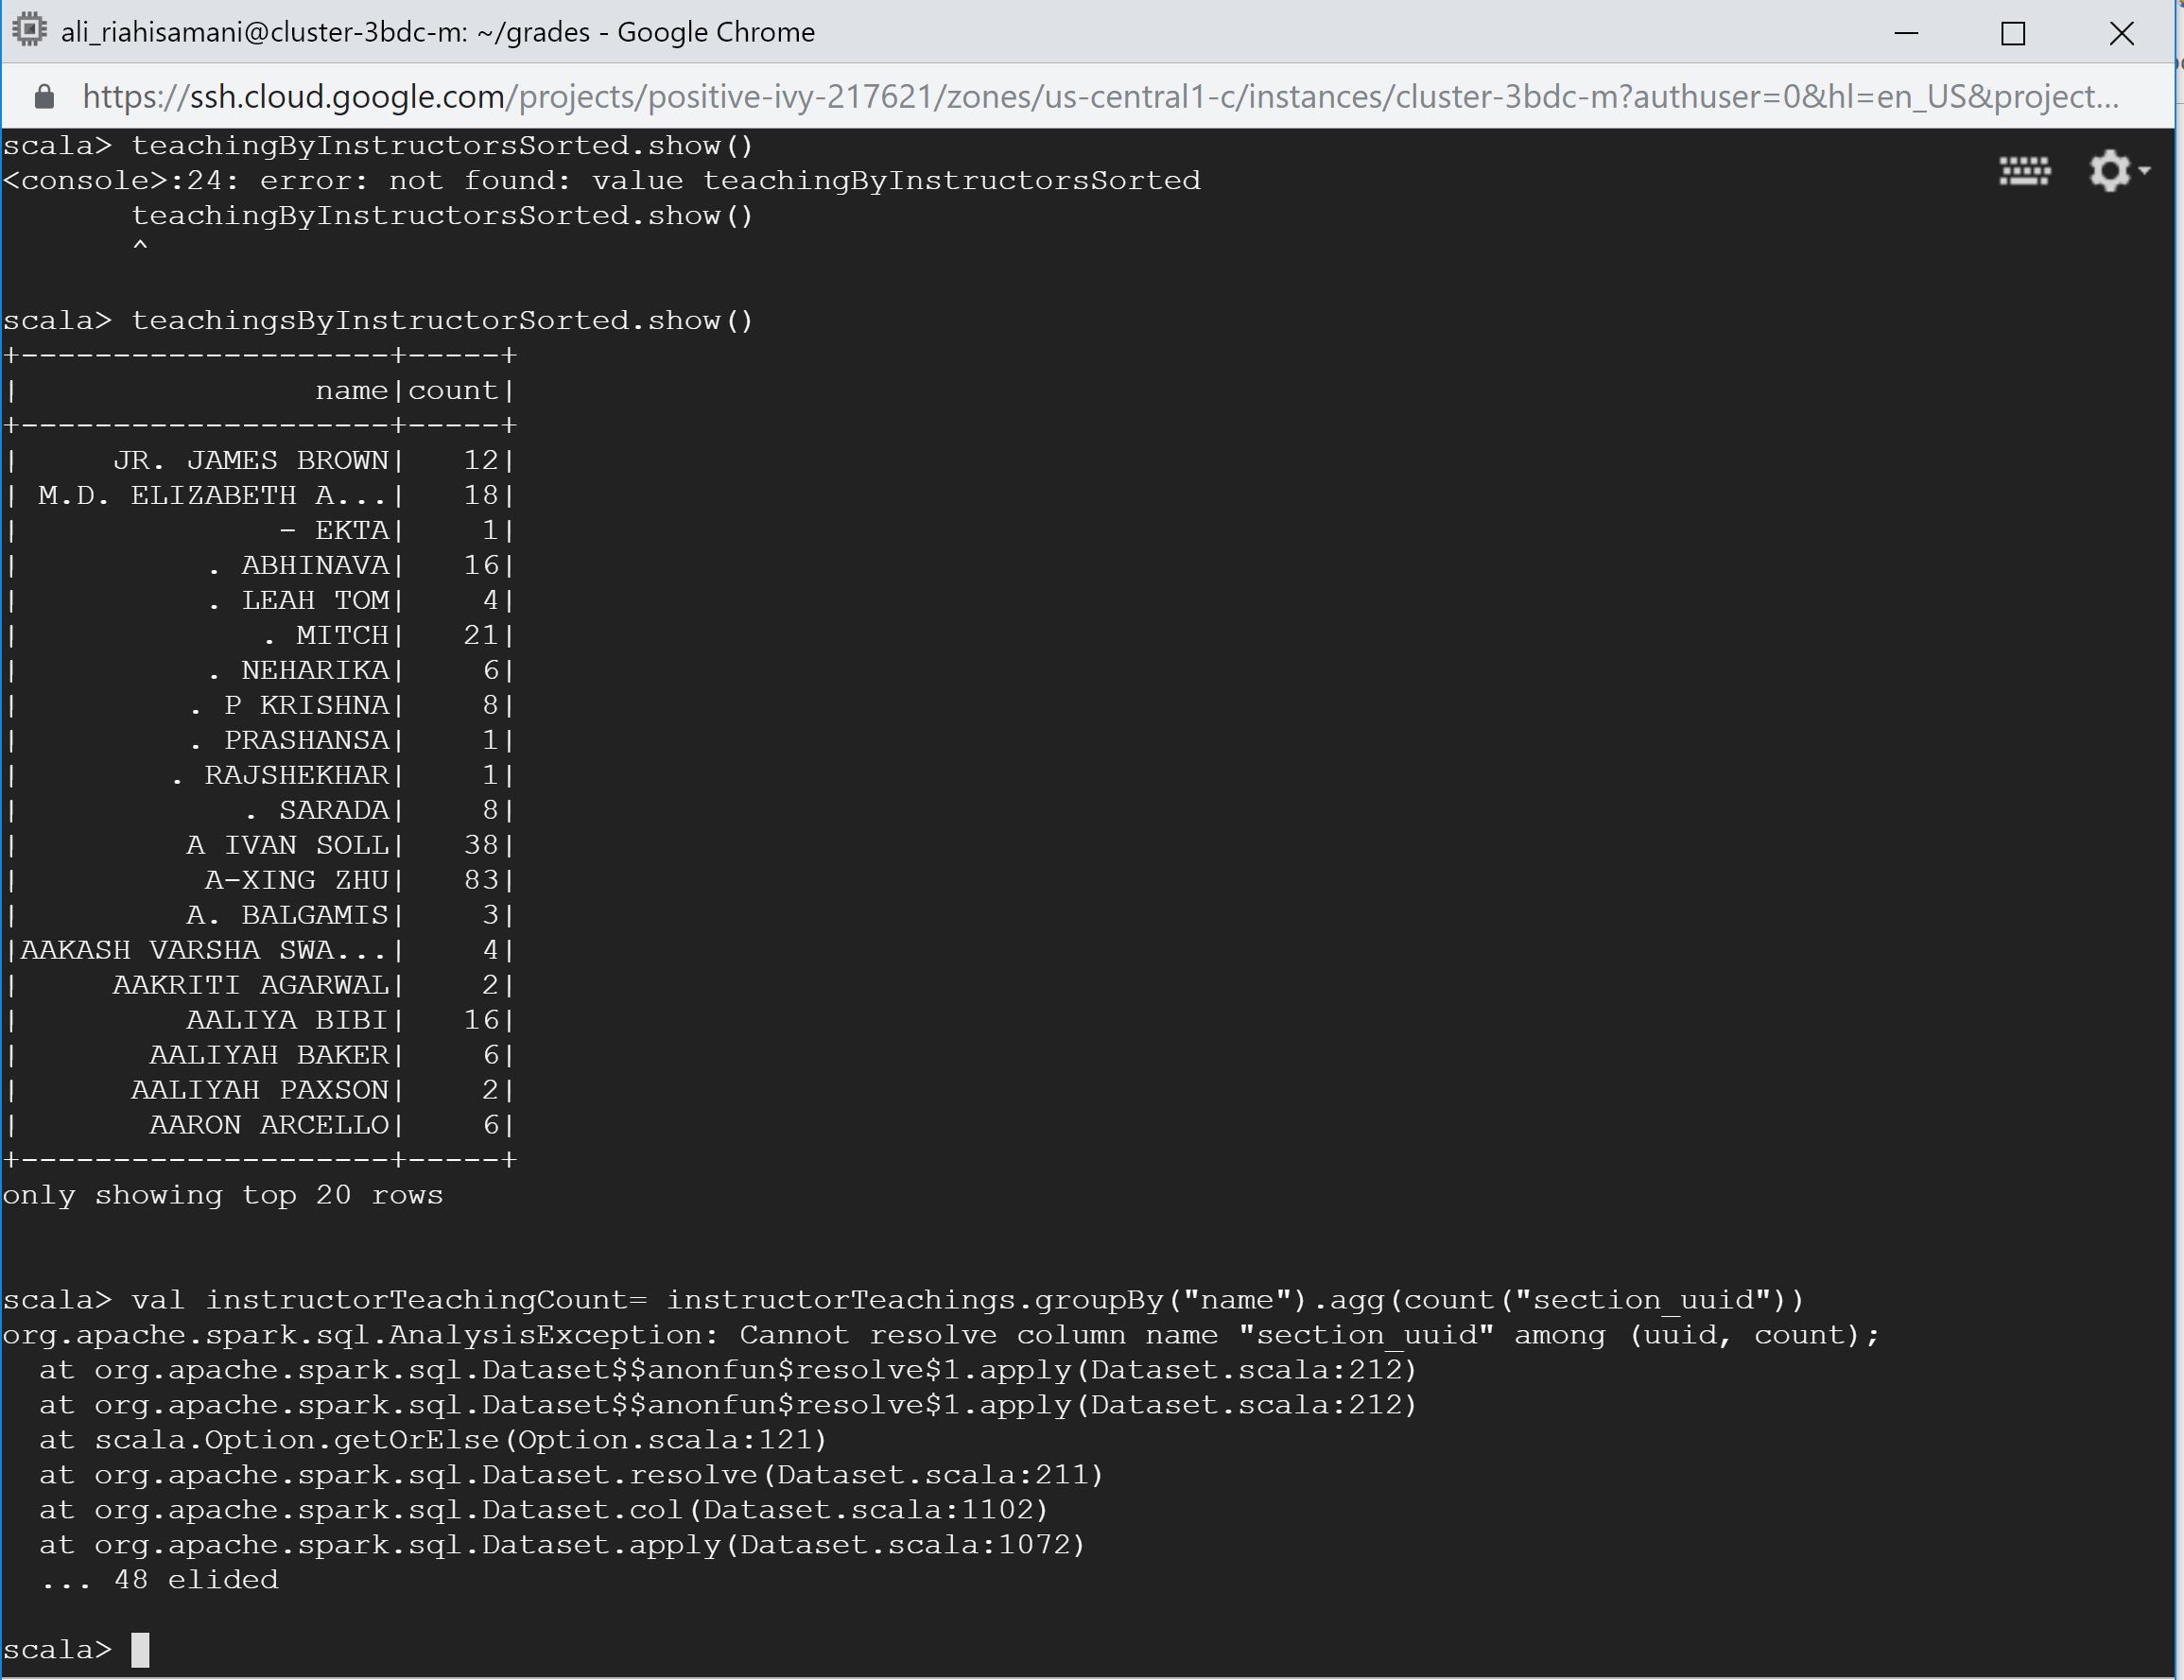 ali_riahisamani@cluster-3bdc-m: ~/grades - Google Chrome
https://ssh.cloud.google.com/projects/positive-ivy-217621/zones/us-central1-c/instances/cluster-3bdc-m?authuser=0&hl=en_US&project...
scala> teachingByInstructorsSorted.show()
<console>:24: error: not found: value teachingByInstructorsSorted
       teachingByInstructorsSorted.show()
       ^
scala> teachingsByInstructorSorted.show()
+--------------------+-----+
|                name|count|
+--------------------+-----+
|     JR. JAMES BROWN|   12|
| M.D. ELIZABETH A...|   18|
|              - EKTA|    1|
|          . ABHINAVA|   16|
|          . LEAH TOM|    4|
|             . MITCH|   21|
|          . NEHARIKA|    6|
|         . P KRISHNA|    8|
|         . PRASHANSA|    1|
|        . RAJSHEKHAR|    1|
|            . SARADA|    8|
|         A IVAN SOLL|   38|
|          A-XING ZHU|   83|
|         A. BALGAMIS|    3|
|AAKASH VARSHA SWA...|    4|
|     AAKRITI AGARWAL|    2|
|         AALIYA BIBI|   16|
|       AALIYAH BAKER|    6|
|      AALIYAH PAXSON|    2|
|       AARON ARCELLO|    6|
+--------------------+-----+
only showing top 20 rows
scala> val instructorTeachingCount= instructorTeachings.groupBy("name").agg(count("section_uuid"))
org.apache.spark.sql.AnalysisException: Cannot resolve column name "section_uuid" among (uuid, count);
  at org.apache.spark.sql.Dataset$$anonfun$resolve$1.apply(Dataset.scala:212)
  at org.apache.spark.sql.Dataset$$anonfun$resolve$1.apply(Dataset.scala:212)
  at scala.Option.getOrElse(Option.scala:121)
  at org.apache.spark.sql.Dataset.resolve(Dataset.scala:211)
  at org.apache.spark.sql.Dataset.col(Dataset.scala:1102)
  at org.apache.spark.sql.Dataset.apply(Dataset.scala:1072)
  ... 48 elided
scala>